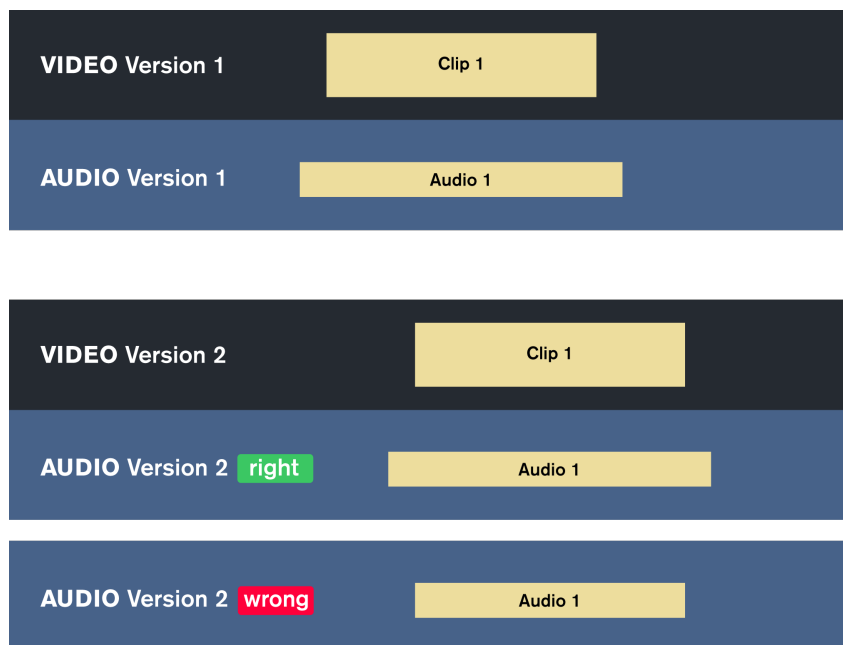 VIDEO Version 1 Clip 1
AUDIO Version 1 Audio 1
VIDEO Version 2 Clip 1
AUDIO Version 2 right Audio 1
AUDIO Version 2 wrong Audio 1